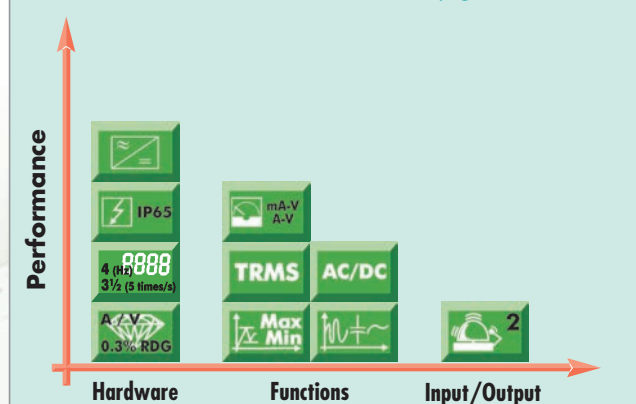 Performance
IP65
mA-V
A-V
4 (Hz) 8888
3½ (5 times/s)
TRMS
AC/DC
A / V
0.3% RDG
Max
Min
2
Hardware
Functions
Input/Output